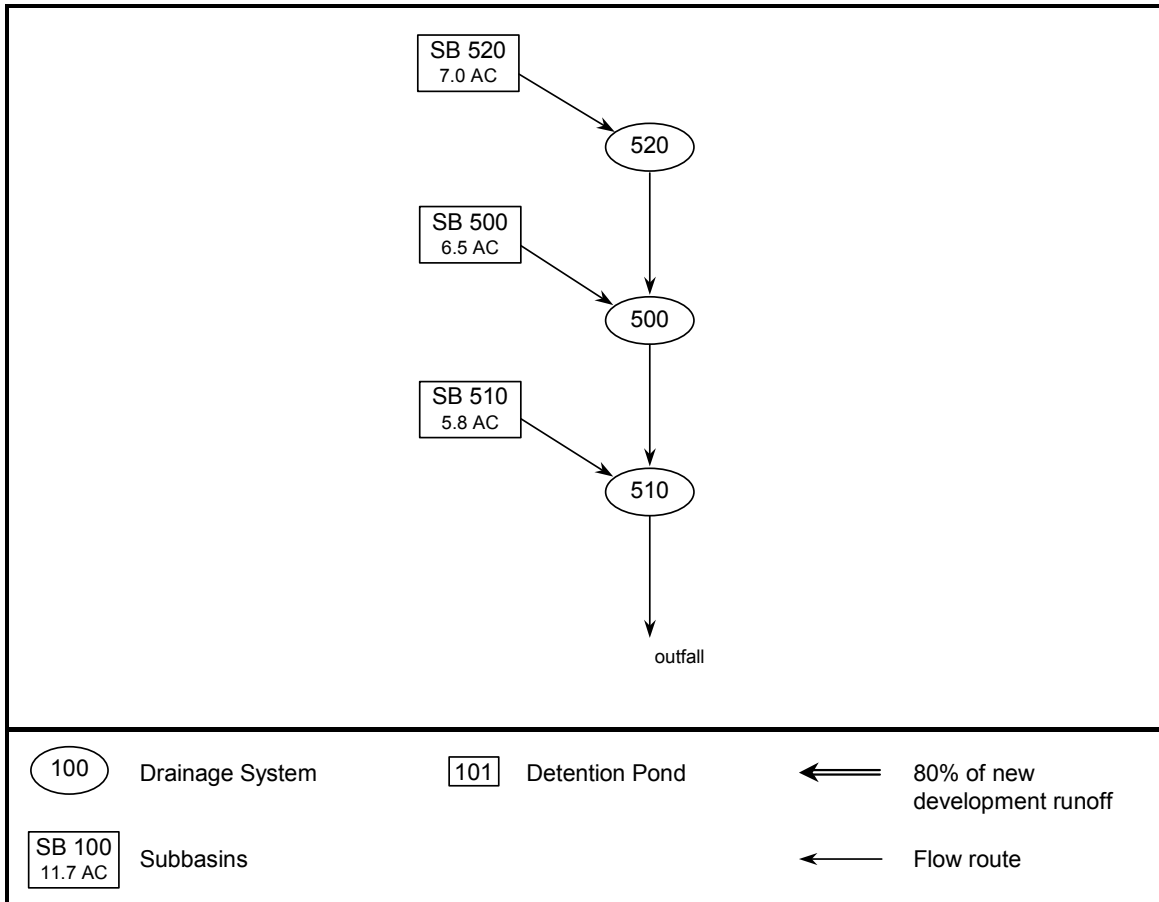 SB 520
7.0 AC
520
SB 500
6.5 AC
500
SB 510
5.8 AC
510
outfall
100
Drainage System
101
Detention Pond
80% of new
development runoff
SB 100
11.7 AC
Subbasins
Flow route